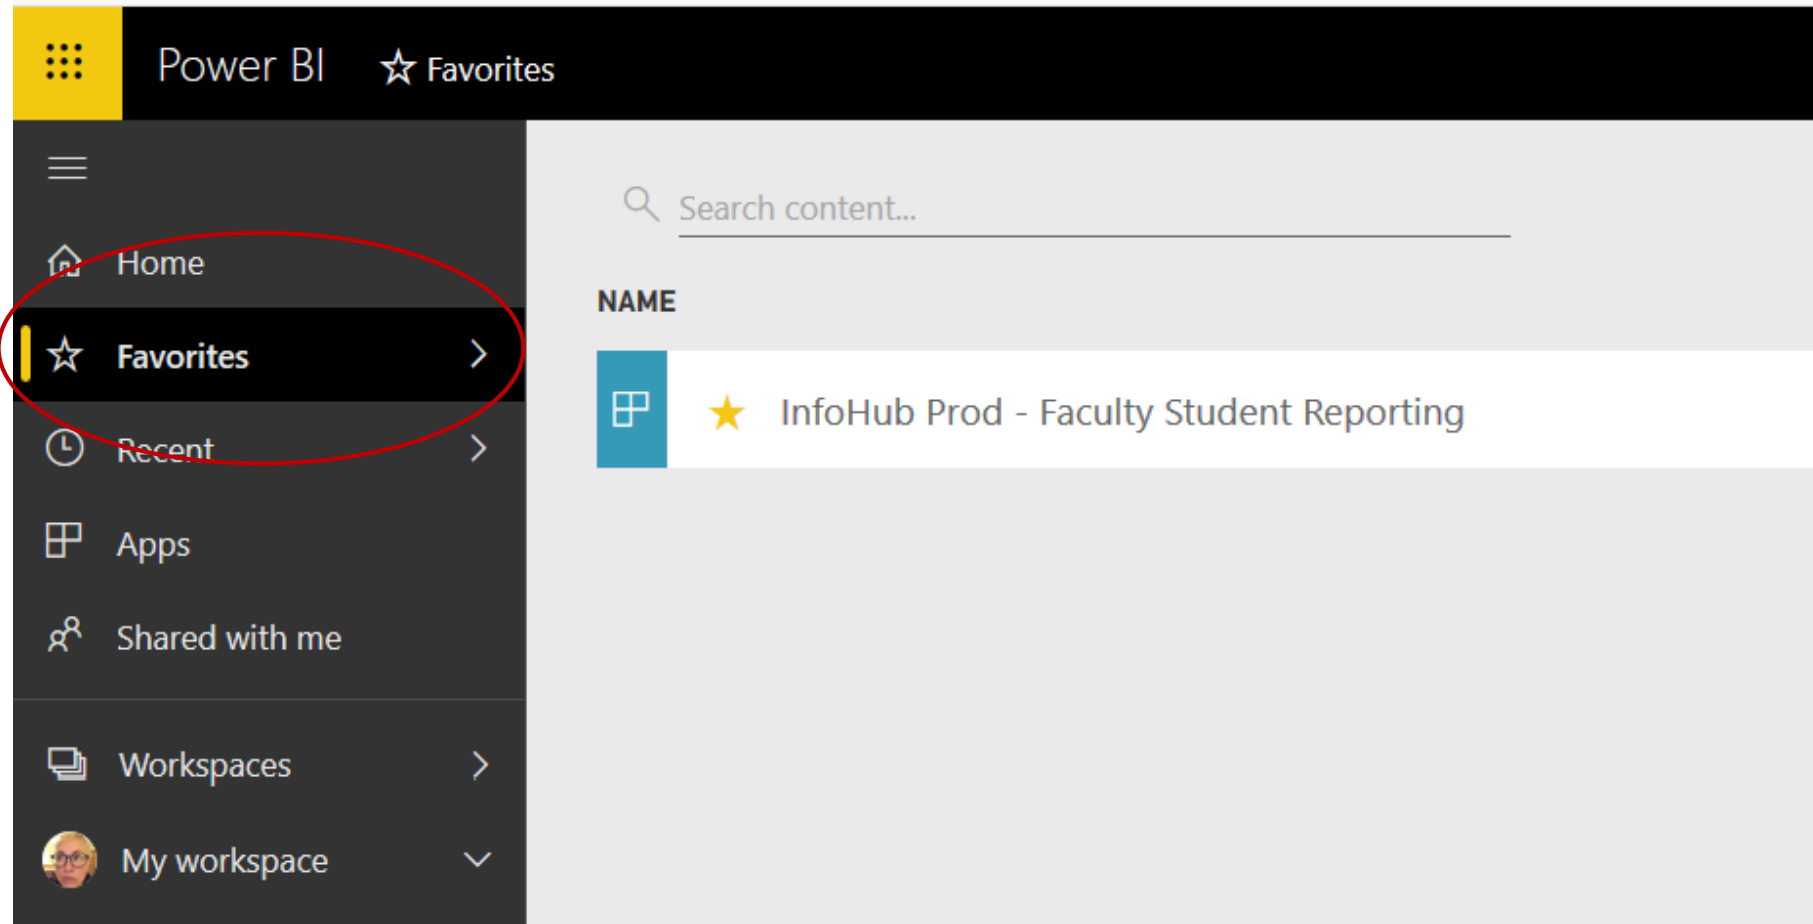 Power BI Favorites
Search content...
Home
NAME
Favorites
InfoHub Prod - Faculty Student Reporting
Recent
Apps
Shared with me
Workspaces
My workspace